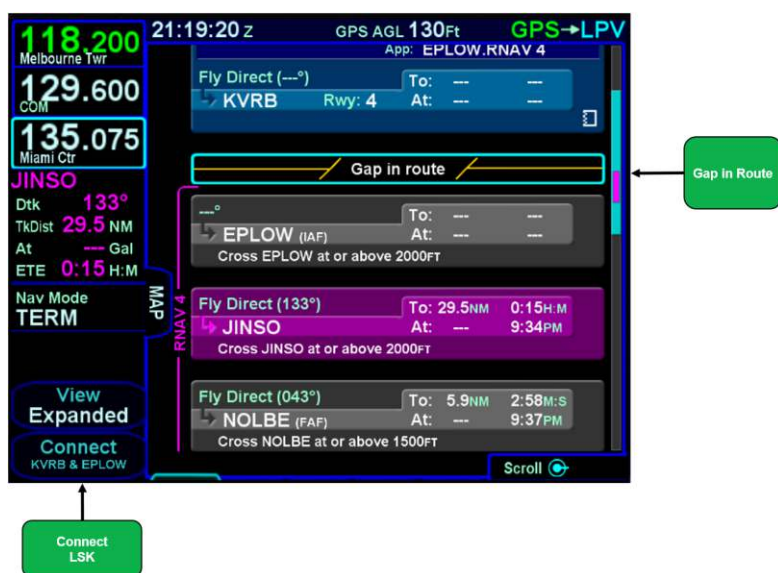 118.200
Melbourne Twr
129.600
COM
135.075
Miami Ctr
JINSO
Dtk 133°
TkDist 29.5 NM
At --- Gal
ETE 0:15 H:M
Nav Mode
TERM
View
Expanded
Connect
KVRB & EPLOW
MAP
21:19:20 Z GPS AGL 130Ft GPS→LPV
App: EPLOW.RNAV 4
Fly Direct (---°) To: --- ---
KVRB Rwy: 4 At: --- ---
Gap in route
RNAV 4
---° To: --- ---
EPLOW (IAF) At: --- ---
Cross EPLOW at or above 2000FT
Fly Direct (133°) To: 29.5NM 0:15H:M
JINSO At: --- 9:34PM
Cross JINSO at or above 2000FT
Fly Direct (043°) To: 5.9NM 2:58M:S
NOLBE (FAF) At: --- 9:37PM
Cross NOLBE at or above 1500FT
Scroll
Gap in Route
Connect
LSK